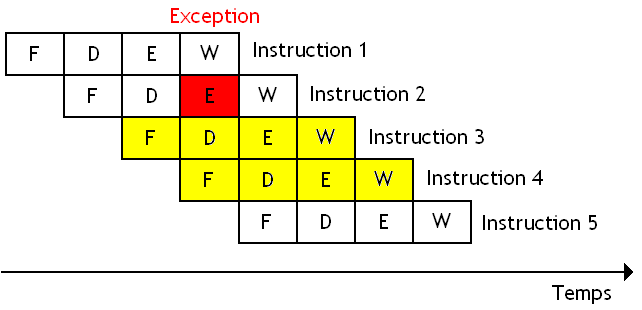 Exception
F D E W Instruction 1
F D E W Instruction 2
F D E W Instruction 3
F D E W Instruction 4
F D E W Instruction 5
Temps